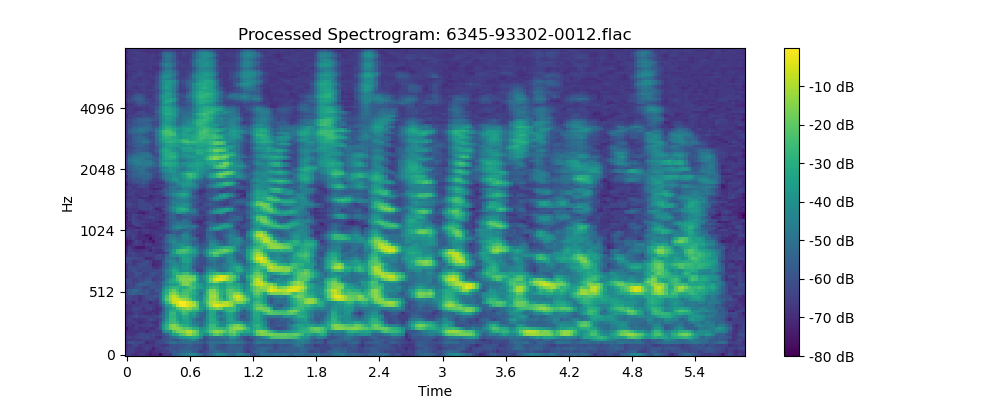 Processed Spectrogram: 6345-93302-0012.flac
Hz
4096
2048
1024
512
0
0 0.6 1.2 1.8 2.4 3 3.6 4.2 4.8 5.4
Time
-10 dB
-20 dB
-30 dB
-40 dB
-50 dB
-60 dB
-70 dB
-80 dB